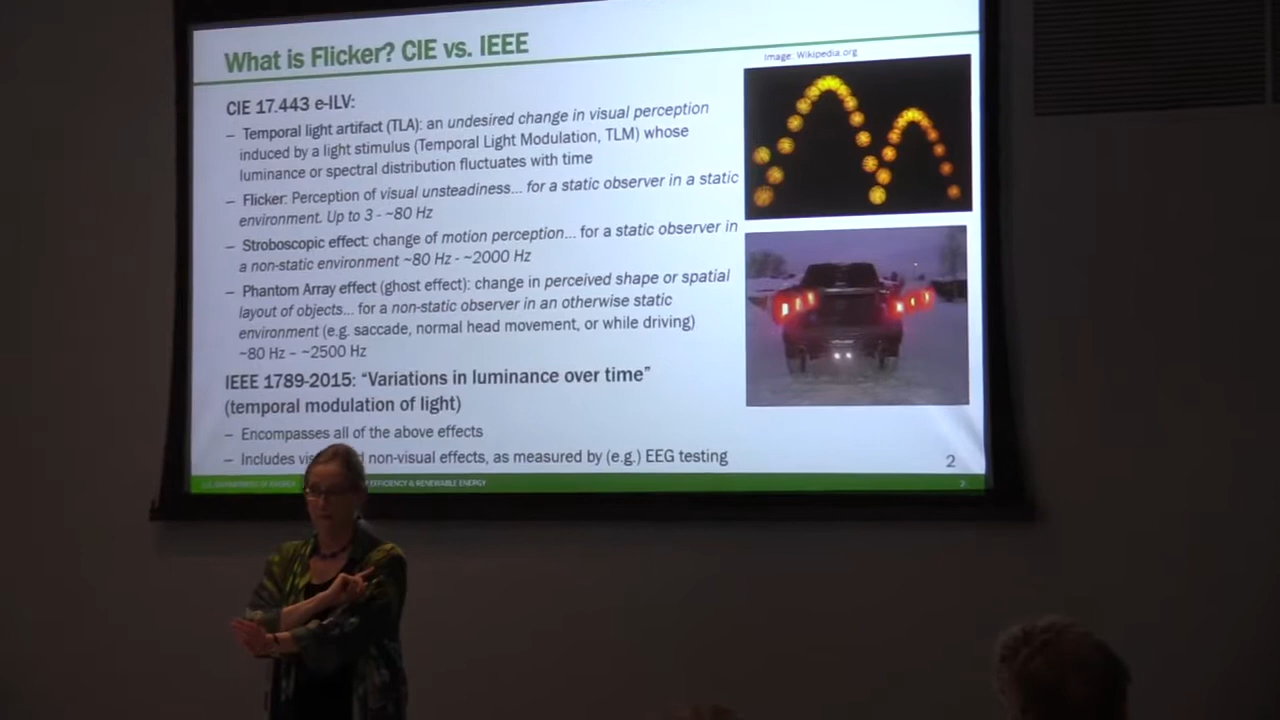 What is Flicker? CIE vs. IEEE
Image: Wikipedia.org
CIE 17.443 e-ILV:
– Temporal light artifact (TLA): an undesired change in visual perception
induced by a light stimulus (Temporal Light Modulation, TLM) whose
luminance or spectral distribution fluctuates with time
– Flicker: Perception of visual unsteadiness... for a static observer in a static
environment. Up to 3 - ~80 Hz
– Stroboscopic effect: change of motion perception... for a static observer in
a non-static environment ~80 Hz - ~2000 Hz
– Phantom Array effect (ghost effect): change in perceived shape or spatial
layout of objects... for a non-static observer in an otherwise static
environment (e.g. saccade, normal head movement, or while driving)
~80 Hz – ~2500 Hz
IEEE 1789-2015: “Variations in luminance over time”
(temporal modulation of light)
– Encompasses all of the above effects
– Includes non-visual effects, as measured by (e.g.) EEG testing
2
U.S. DEPARTMENT OF EFFICIENCY & RENEWABLE ENERGY
2